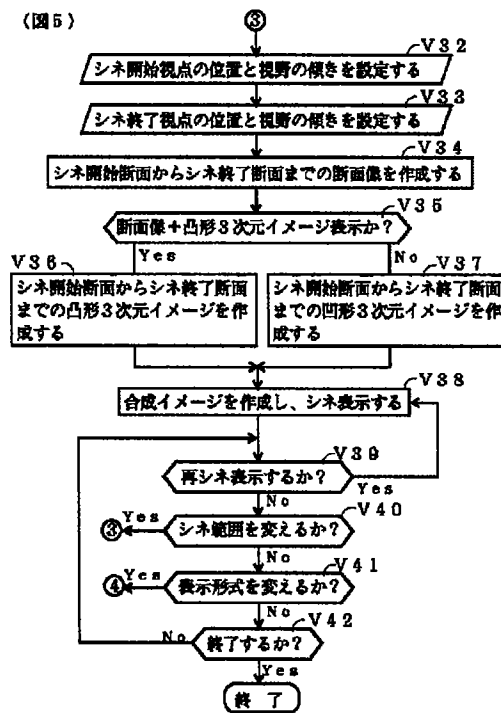 (図5)
③
V32
シネ開始視点の位置と視野の傾きを設定する
V33
シネ終了視点の位置と視野の傾きを設定する
V34
シネ開始断面からシネ終了断面までの断面像を作成する
V35
断面像+凸形3次元イメージ表示か?
Yes
No
V36
シネ開始断面からシネ終了断面
までの凸形3次元イメージを作
成する
V37
シネ開始断面からシネ終了断面
までの凹形3次元イメージを作
成する
V38
合成イメージを作成し、シネ表示する
V39
再シネ表示するか?
Yes
No
V40
③
Yes
シネ範囲を変えるか?
No
V41
④
Yes
表示形式を変えるか?
No
V42
No
終了するか?
Yes
終 了